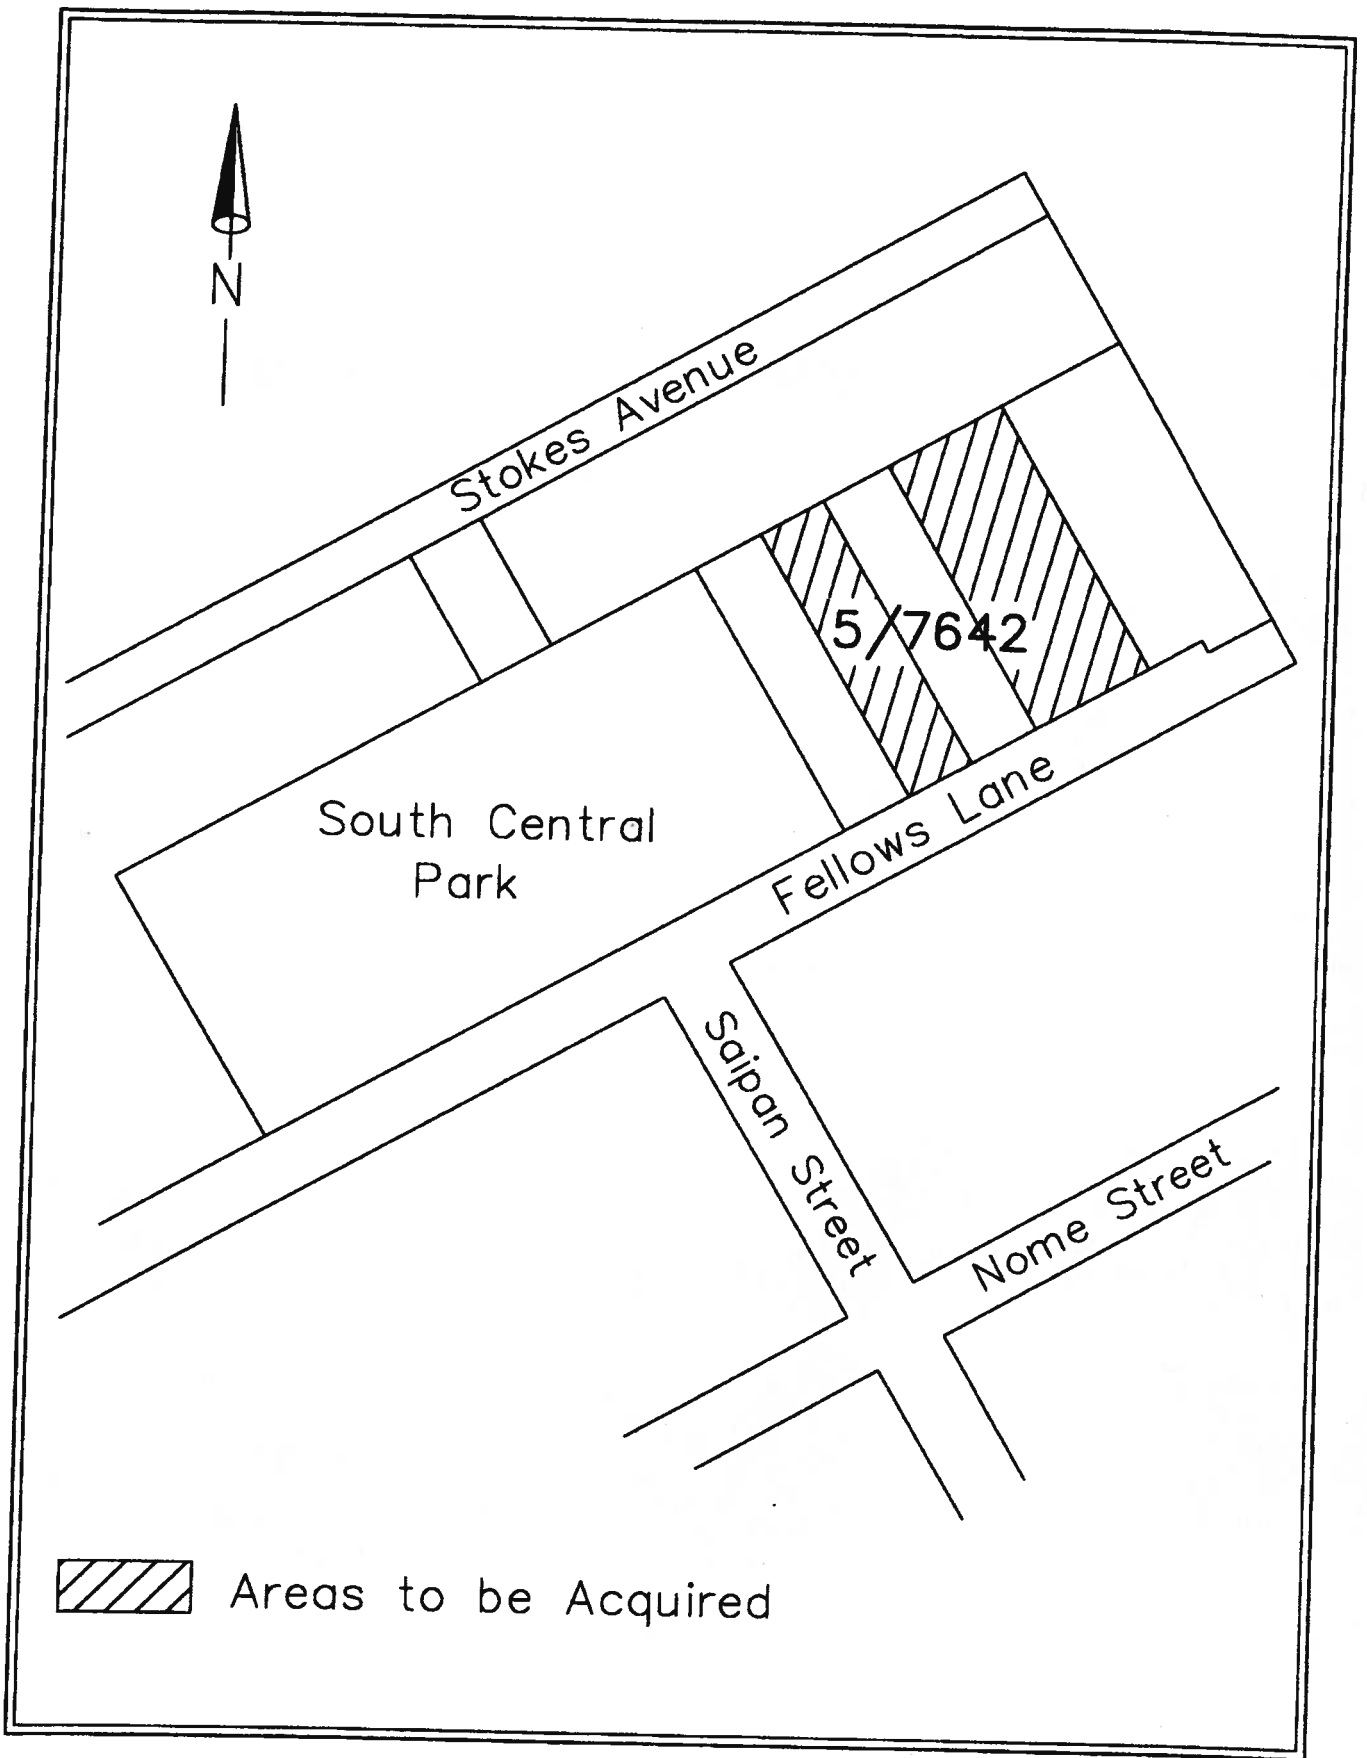 N
Stokes Avenue
5/7642
South Central
Park
Fellows Lane
Saipan Street
Nome Street
Areas to be Acquired